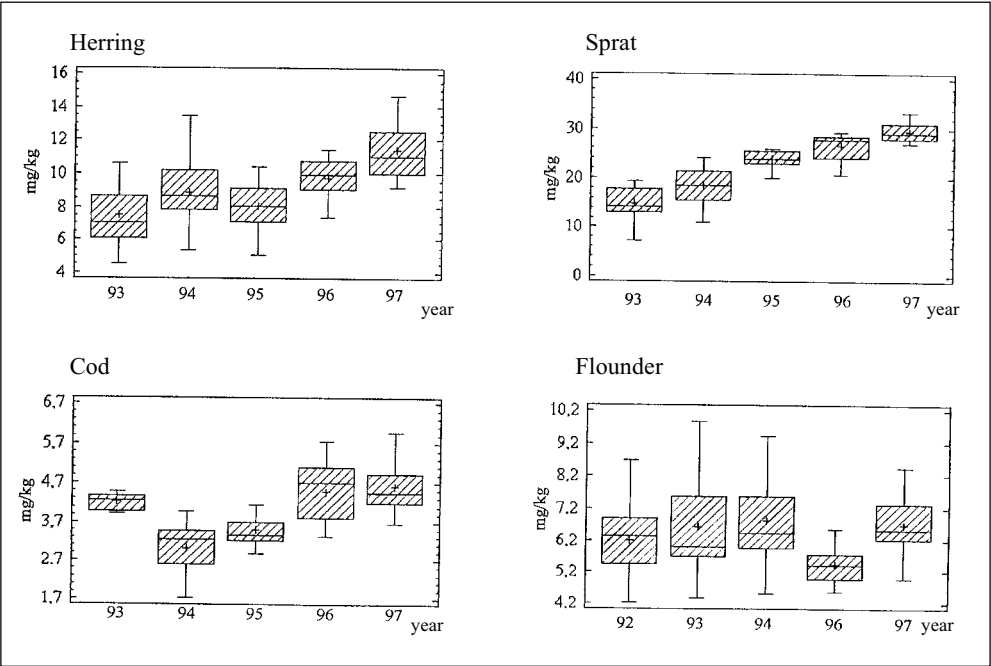 Herring
16
14
12
10
8
6
4
mg/kg
93 94 95 96 97
year
Sprat
40
30
20
10
0
mg/kg
93 94 95 96 97
year
Cod
6,7
5,7
4,7
3,7
2,7
1,7
mg/kg
93 94 95 96 97
year
Flounder
10,2
9,2
8,2
7,2
6,2
5,2
4,2
mg/kg
92 93 94 96 97 year